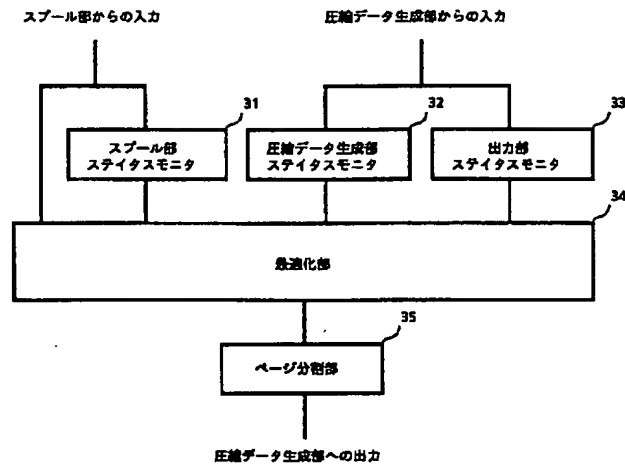 スプール部からの入力
圧縮データ生成部からの入力
31
32
33
スプール部
ステイタスモニタ
圧縮データ生成部
ステイタスモニタ
出力部
ステイタスモニタ
34
最適化部
35
ページ分割部
圧縮データ生成部への出力